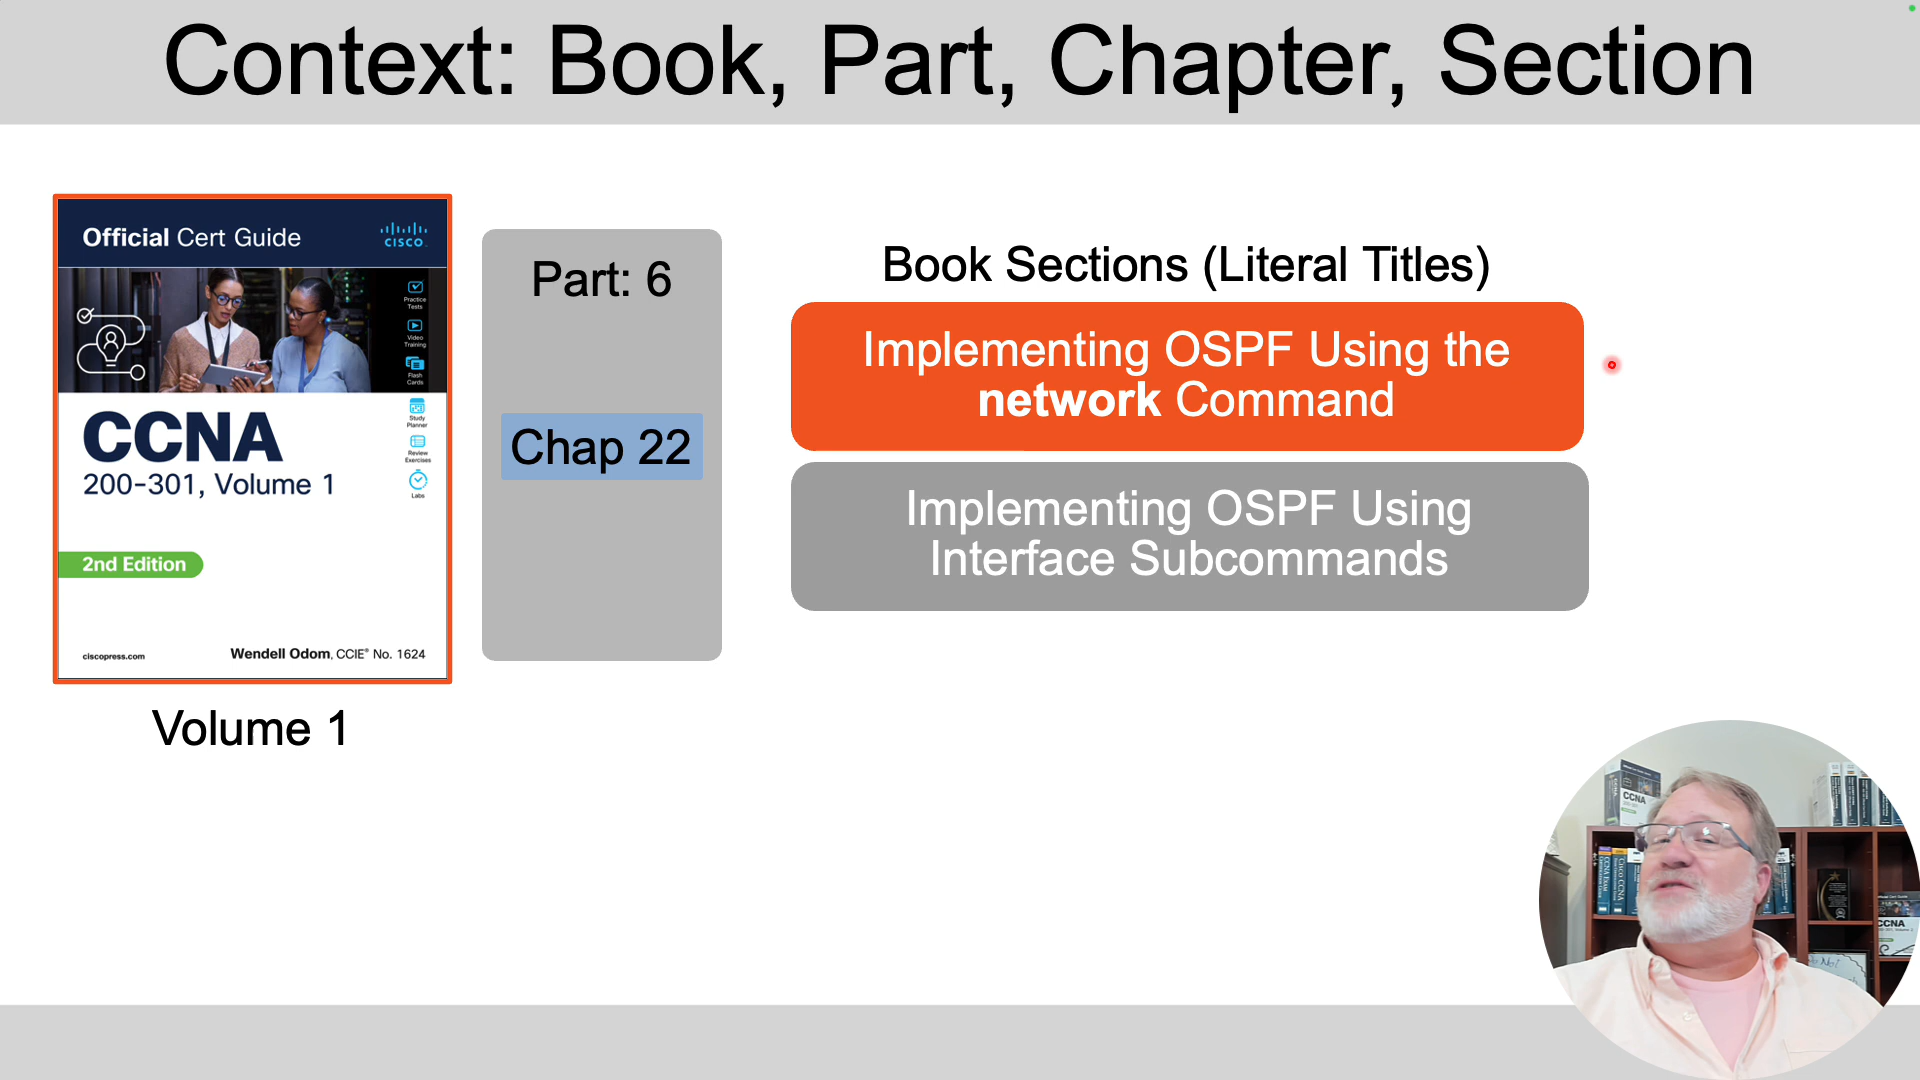 Context: Book, Part, Chapter, Section
Official Cert Guide
CISCO
Practice
Tests
Video
Training
Flash
Cards
CCNA
200-301, Volume 1
Study
Planner
Review
Exercises
Labs
2nd Edition
ciscopress.com
Wendell Odom, CCIE® No. 1624
Volume 1
Part: 6
Chap 22
Book Sections (Literal Titles)
Implementing OSPF Using the
network Command
Implementing OSPF Using
Interface Subcommands
CCNA
CCNA